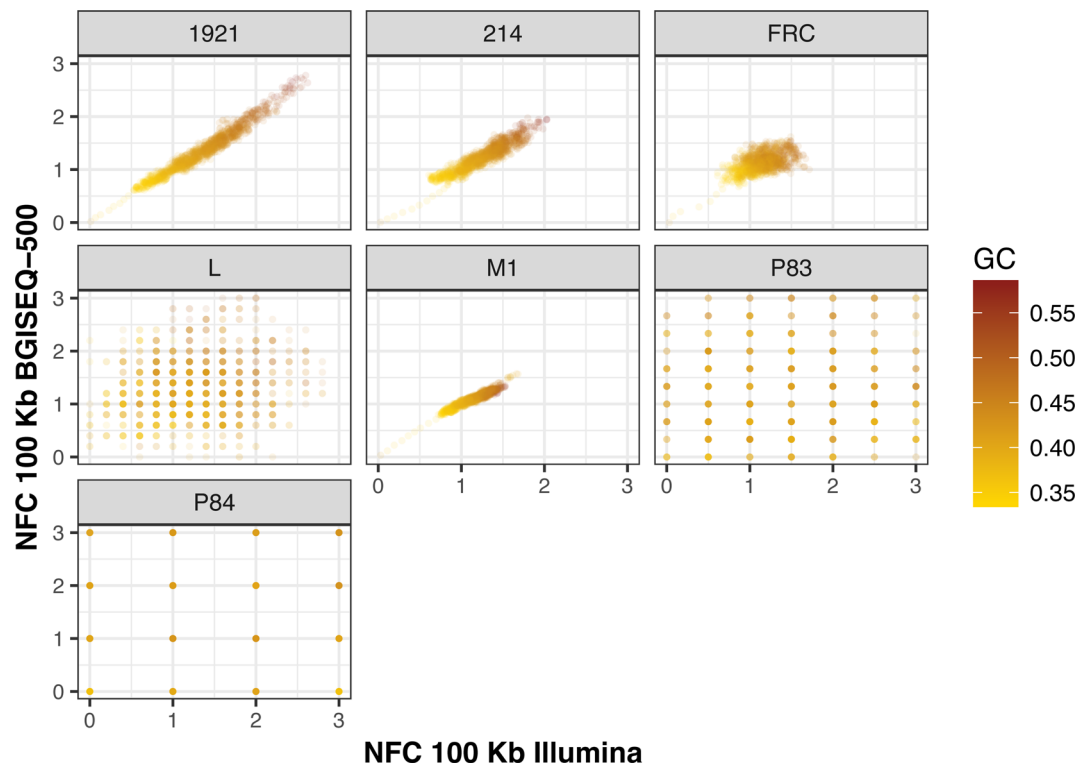 1921 214 FRC
3
2
1
0
L M1 P83
3
2
1
0
0 1 2 3 0 1 2 3
P84
3
2
1
0
0 1 2 3
NFC 100 Kb BGISEQ−500
NFC 100 Kb Illumina
GC
0.55
0.50
0.45
0.40
0.35